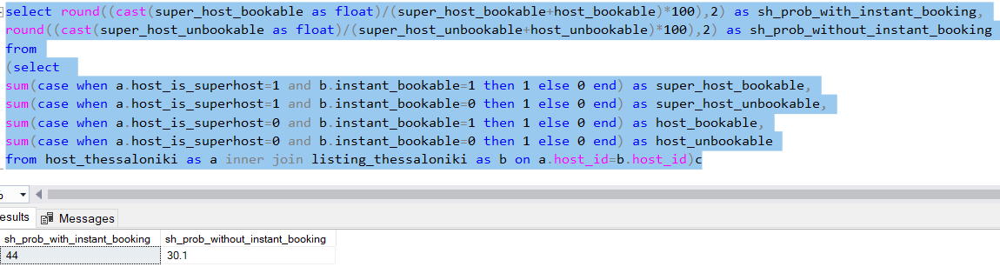 select round((cast(super_host_bookable as float)/(super_host_bookable+host_bookable)*100),2) as sh_prob_with_instant_booking,
round((cast(super_host_unbookable as float)/(super_host_unbookable+host_unbookable)*100),2) as sh_prob_without_instant_booking
from
(select
sum(case when a.host_is_superhost=1 and b.instant_bookable=1 then 1 else 0 end) as super_host_bookable,
sum(case when a.host_is_superhost=1 and b.instant_bookable=0 then 1 else 0 end) as super_host_unbookable,
sum(case when a.host_is_superhost=0 and b.instant_bookable=1 then 1 else 0 end) as host_bookable,
sum(case when a.host_is_superhost=0 and b.instant_bookable=0 then 1 else 0 end) as host_unbookable
from host_thessaloniki as a inner join listing_thessaloniki as b on a.host_id=b.host_id)c
%
esults Messages
sh_prob_with_instant_booking sh_prob_without_instant_booking
44 30.1